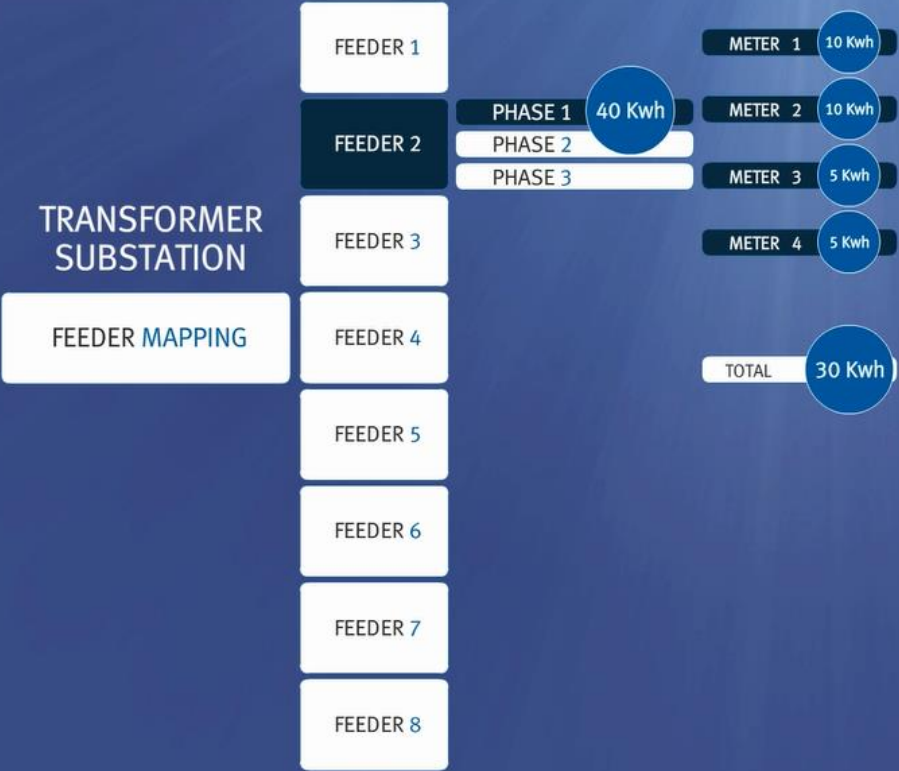 TRANSFORMER
SUBSTATION
FEEDER MAPPING
FEEDER 1
FEEDER 2
FEEDER 3
FEEDER 4
FEEDER 5
FEEDER 6
FEEDER 7
FEEDER 8
PHASE 1 40 Kwh
PHASE 2
PHASE 3
METER 1 10 Kwh
METER 2 10 Kwh
METER 3 5 Kwh
METER 4 5 Kwh
TOTAL 30 Kwh